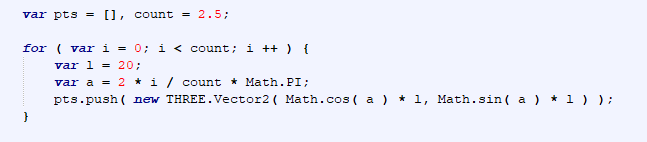 var pts = [], count = 2.5;
for ( var i = 0; i < count; i ++ ) {
var l = 20;
var a = 2 * i / count * Math.PI;
pts.push( new THREE.Vector2( Math.cos( a ) * l, Math.sin( a ) * l ) );
}